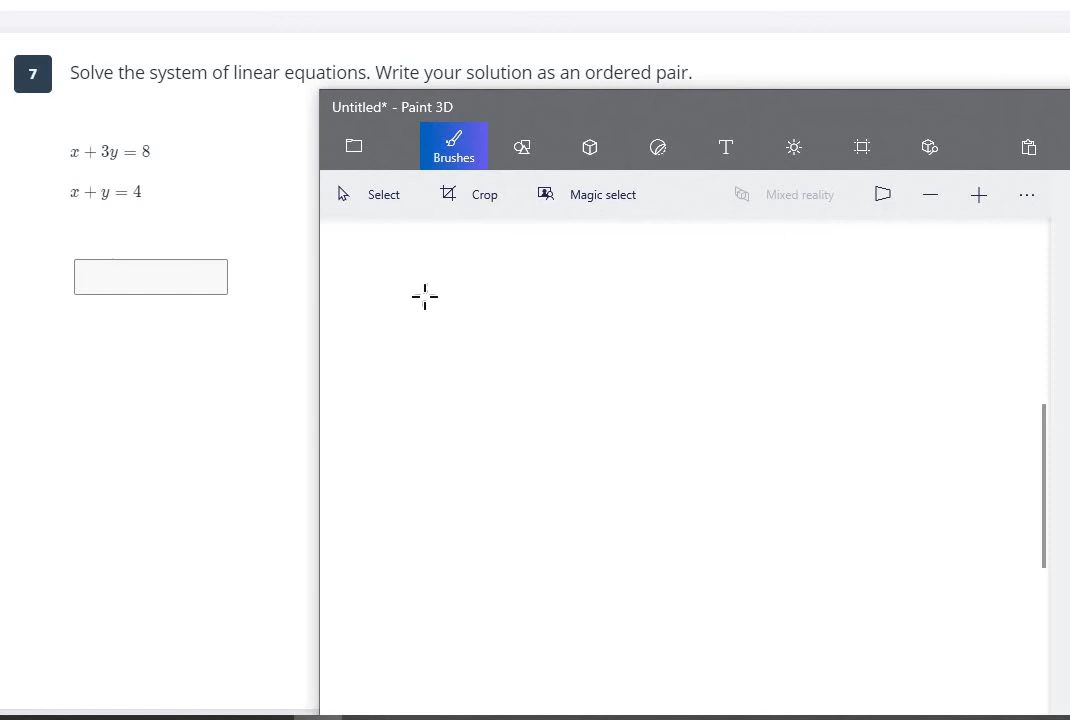 7 Solve the system of linear equations. Write your solution as an ordered pair.
Untitled* - Paint 3D
x + 3y = 8
T
Brushes
x + y = 4
Select Crop Magic select Mixed reality